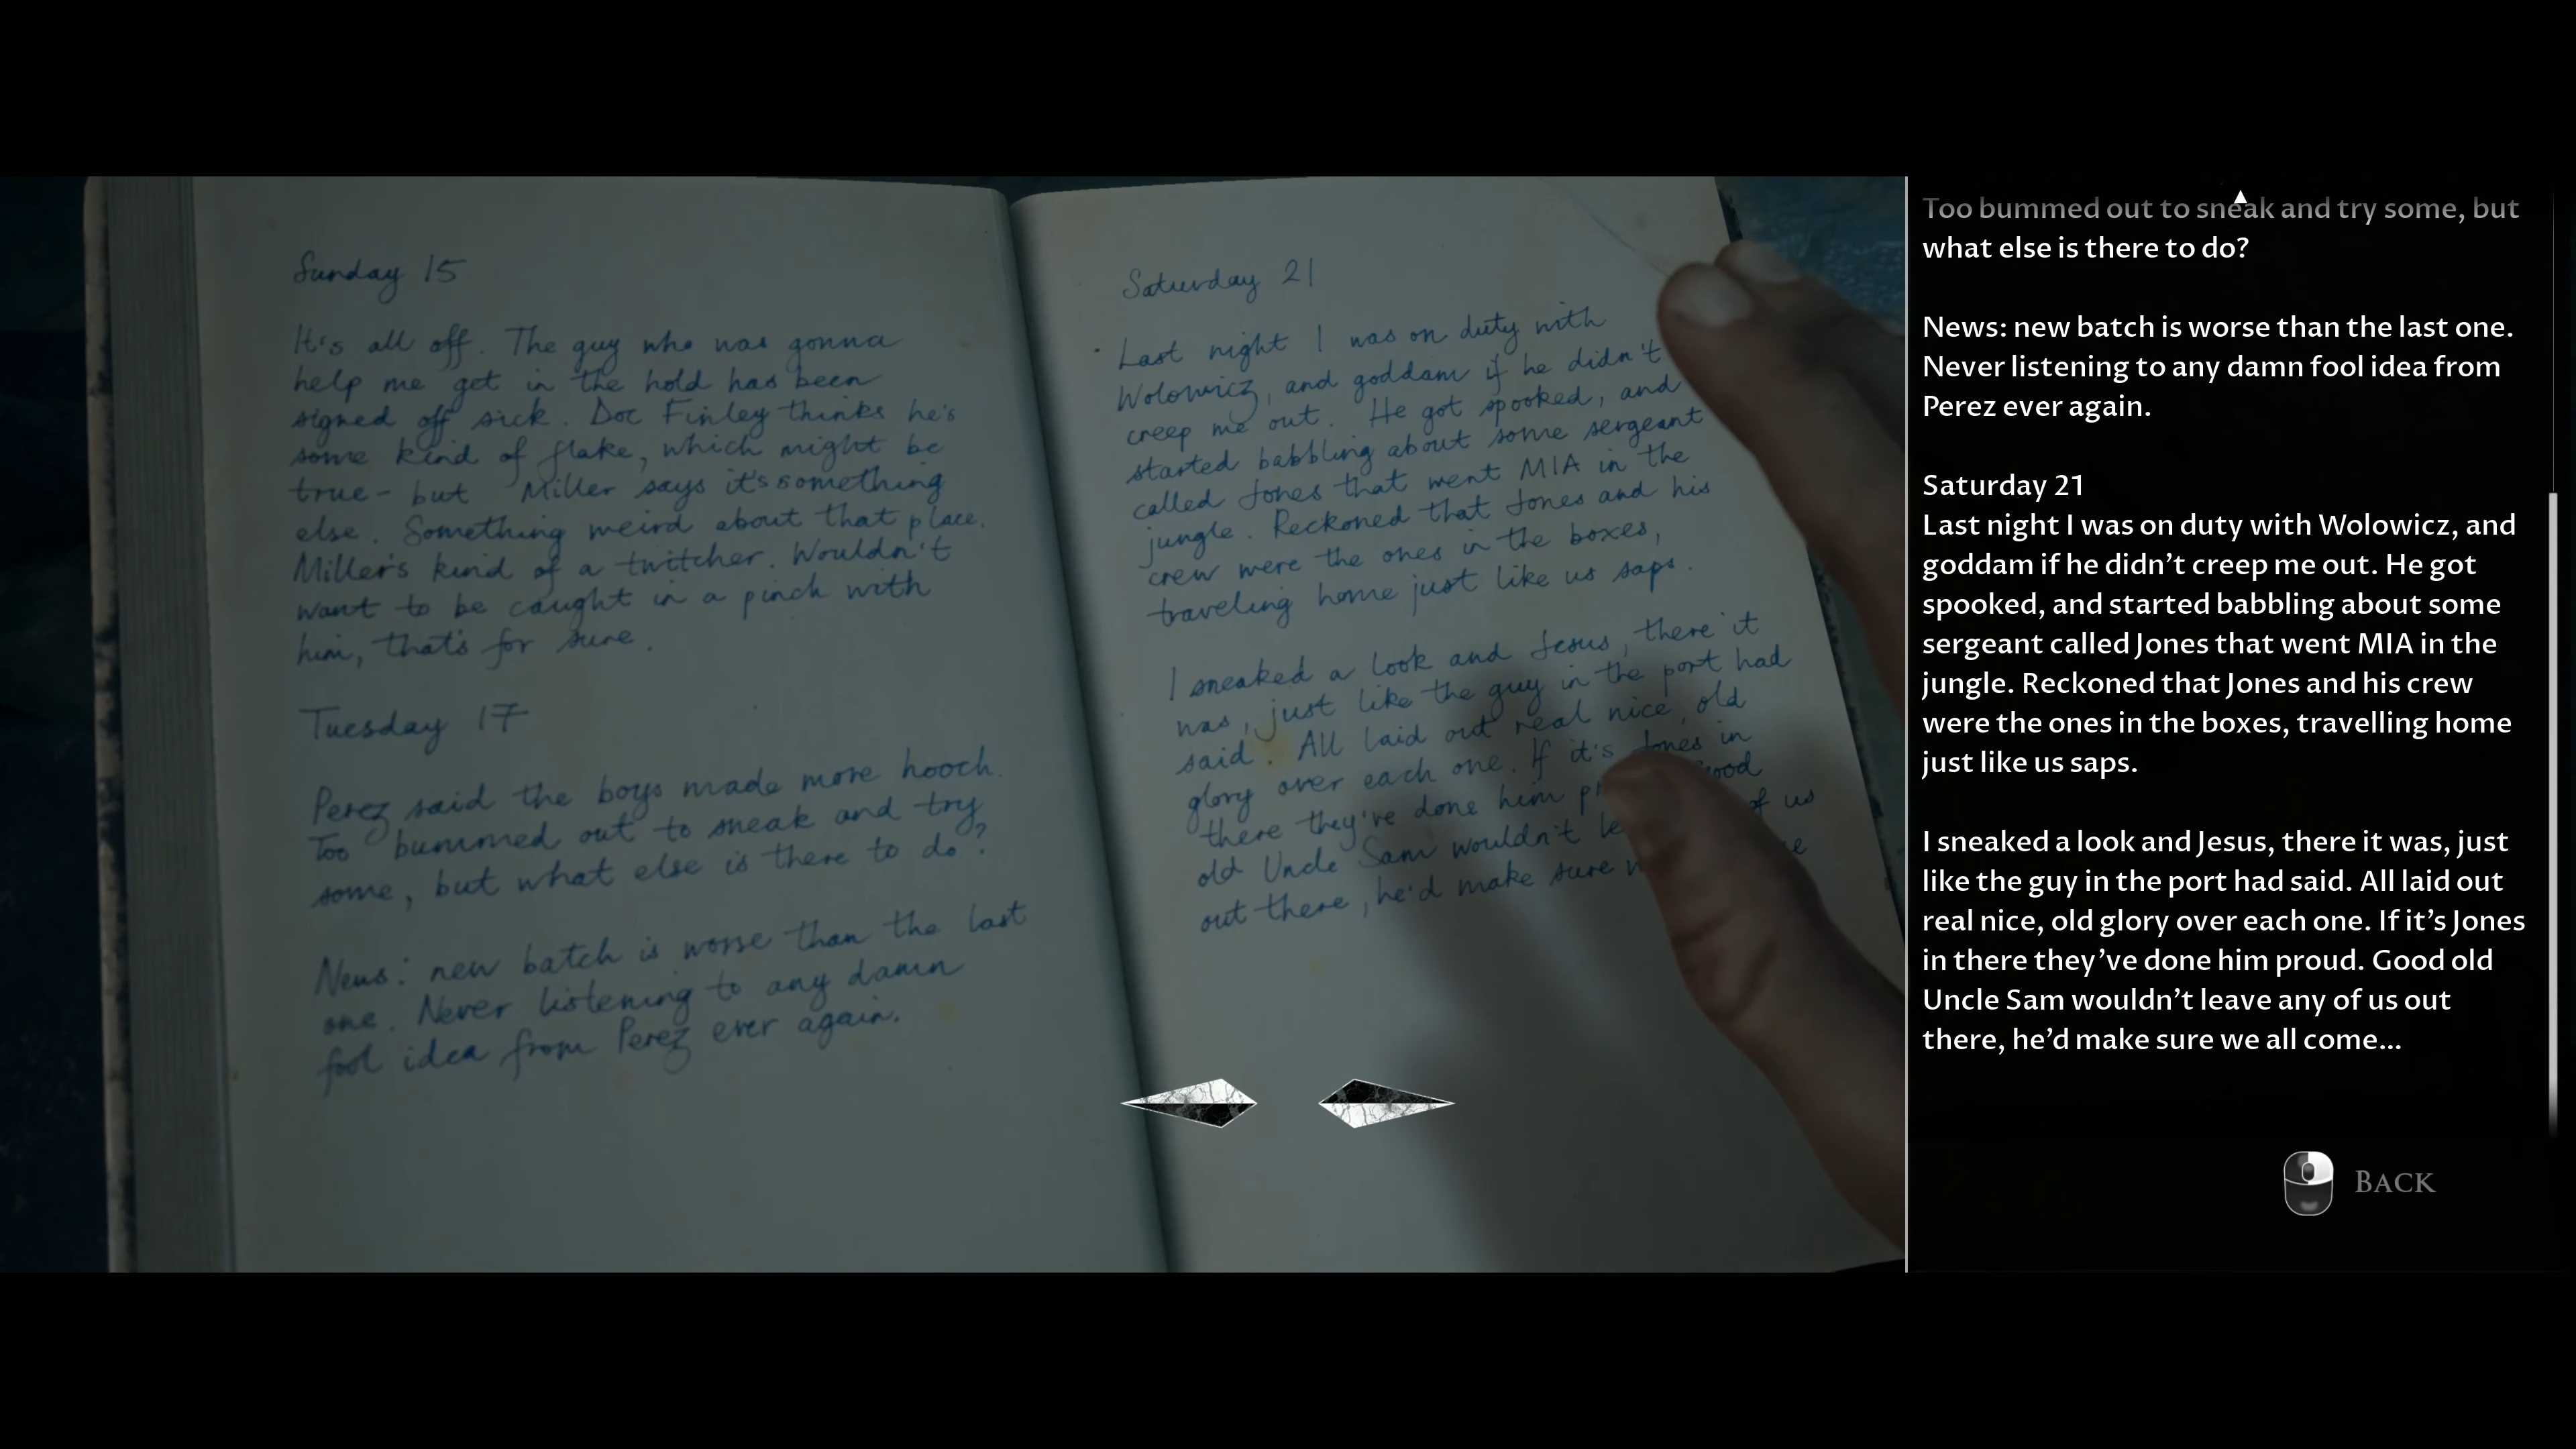 Sunday 15
It's all off. The guy who was gonna
help me get in the hold has been
signed off sick. Doc Finley thinks he's
some kind of flake, which might be
true - but Miller says it's something
else. Something weird about that place.
Miller's kind of a twitcher. Wouldn't
want to be caught in a pinch with
him, that's for sure.
Tuesday 17
Perez said the boys made more hooch.
Too bummed out to sneak and try
some, but what else is there to do?
News: new batch is worse than the last
one. Never listening to any damn
fool idea from Perez ever again.
Saturday 21
Last night I was on duty with
Wolowicz, and goddam if he didn't
creep me out. He got spooked, and
started babbling about some sergeant
called Jones that went MIA in the
jungle. Reckoned that Jones and his
crew were the ones in the boxes,
traveling home just like us saps.
I sneaked a look and Jesus, there it
was, just like the guy in the port had
said. All laid out real nice, old
glory over each one. If it's Jones in
there they've done him good
old Uncle Sam wouldn't of us
out there, he'd make sure
Too bummed out to sneak and try some, but
what else is there to do?
News: new batch is worse than the last one.
Never listening to any damn fool idea from
Perez ever again.
Saturday 21
Last night I was on duty with Wolowicz, and
goddam if he didn't creep me out. He got
spooked, and started babbling about some
sergeant called Jones that went MIA in the
jungle. Reckoned that Jones and his crew
were the ones in the boxes, travelling home
just like us saps.
I sneaked a look and Jesus, there it was, just
like the guy in the port had said. All laid out
real nice, old glory over each one. If it's Jones
in there they've done him proud. Good old
Uncle Sam wouldn't leave any of us out
there, he'd make sure we all come...
BACK